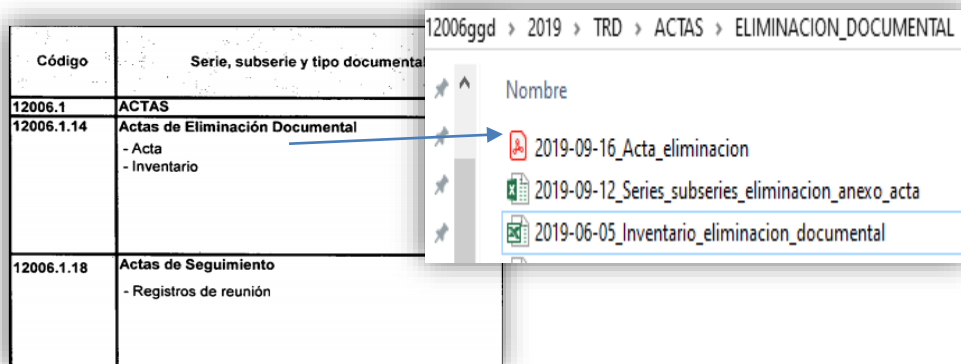 Código
Serie, subserie y tipo documental
12006.1 ACTAS
12006.1.14 Actas de Eliminación Documental
- Acta
- Inventario
12006.1.18 Actas de Seguimiento
- Registros de reunión
12006ggd > 2019 > TRD > ACTAS > ELIMINACION_DOCUMENTAL
Nombre
2019-09-16_Acta_eliminacion
2019-09-12_Series_subseries_eliminacion_anexo_acta
2019-06-05_Inventario_eliminacion_documental